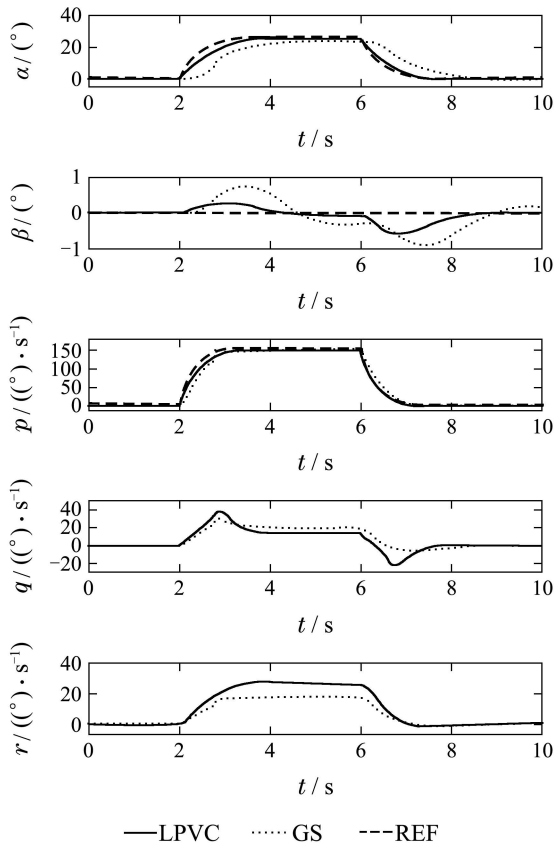 α/(°)
40
20
0
0 2 4 6 8 10
t/s
β/(°)
1
0
−1
0 2 4 6 8 10
t/s
p/((°)·s⁻¹)
150
100
50
0
0 2 4 6 8 10
t/s
q/((°)·s⁻¹)
40
20
0
−20
0 2 4 6 8 10
t/s
r/((°)·s⁻¹)
40
20
0
0 2 4 6 8 10
t/s
LPVC GS REF